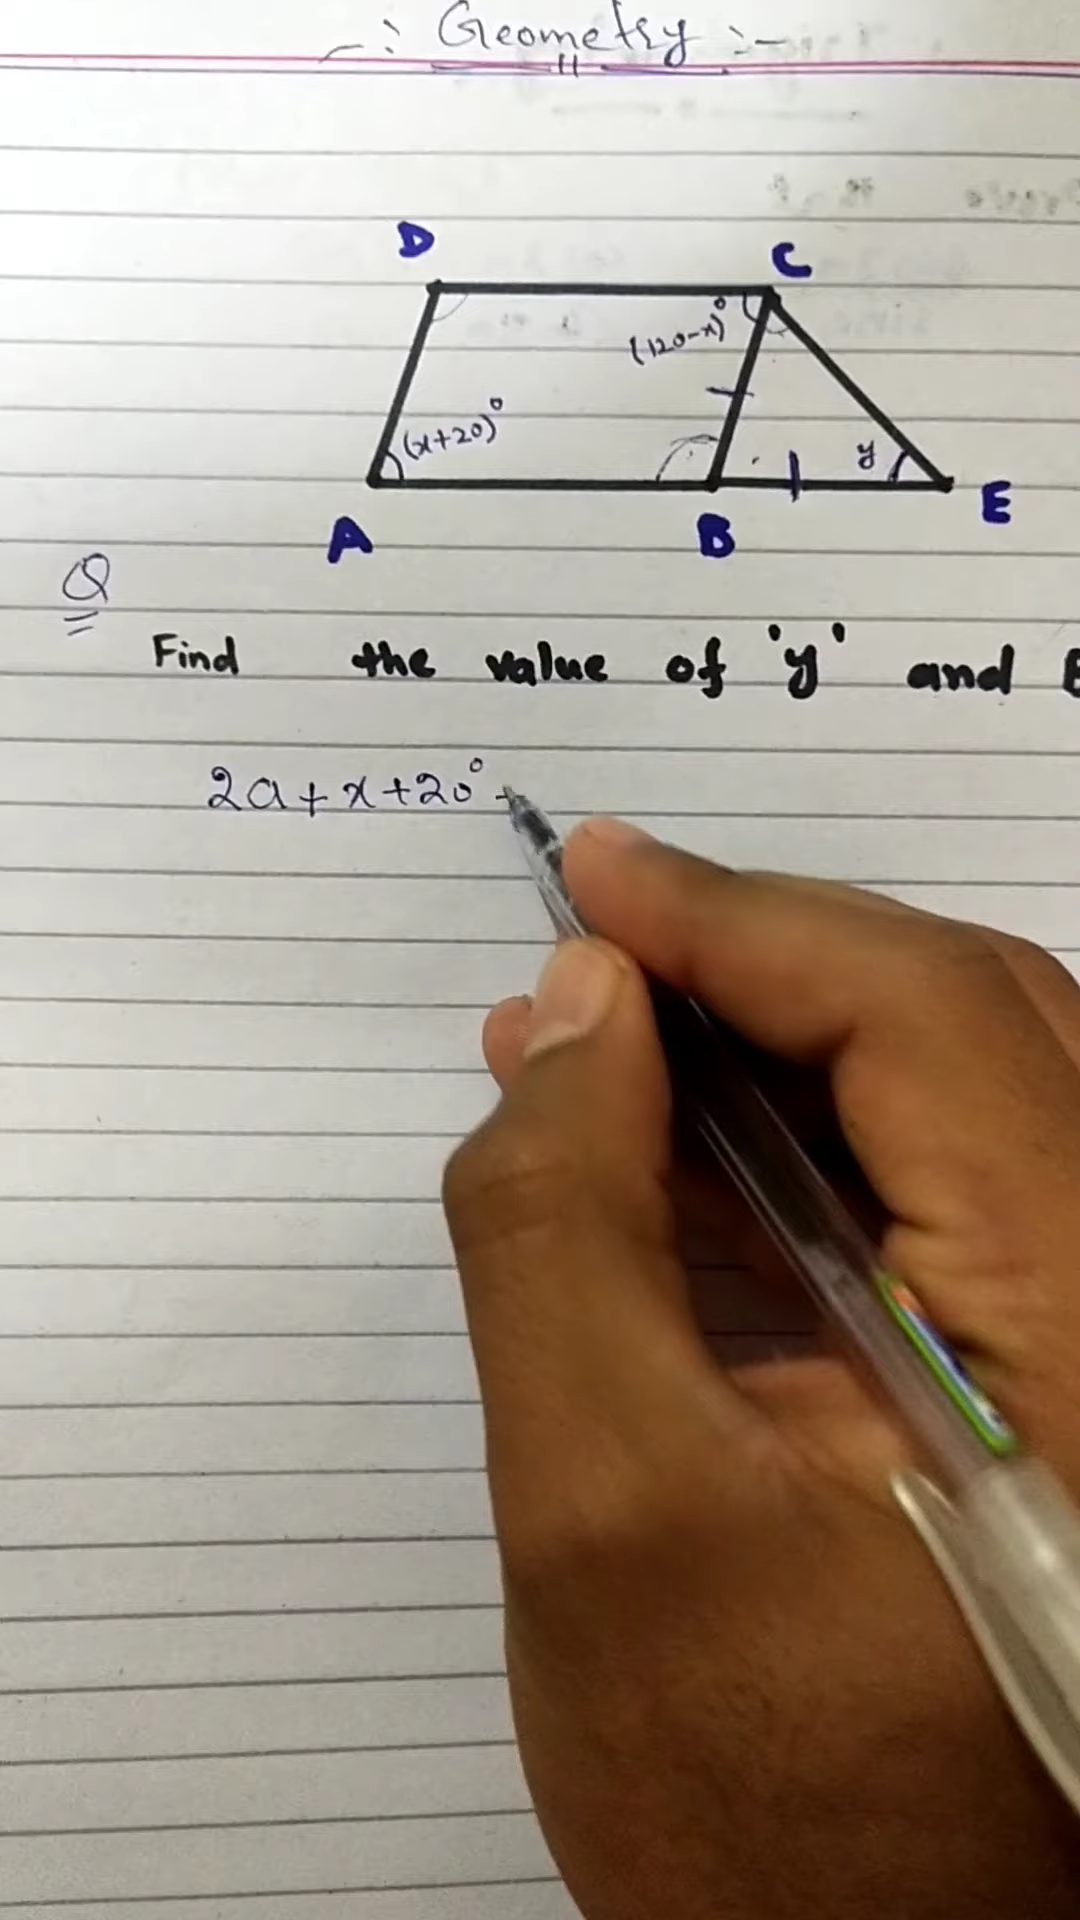 -: Geometry :-
D
C
(120-x)°
(x+20)°
y
E
A
B
Q
Find the value of 'y' and
2a + x + 20°